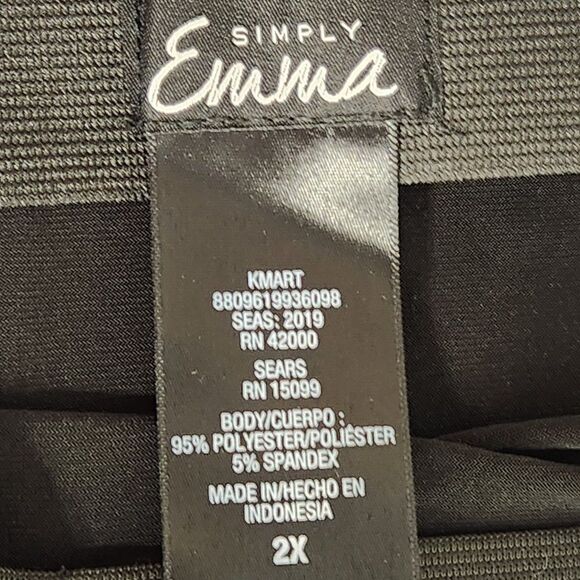 SIMPLY
Emma
KMART
8809619936098
SEAS: 2019
RN 42000
SEARS
RN 15099
BODY/CUERPO :
95% POLYESTER/POLIÉSTER
5% SPANDEX
MADE IN/HECHO EN
INDONESIA
2X